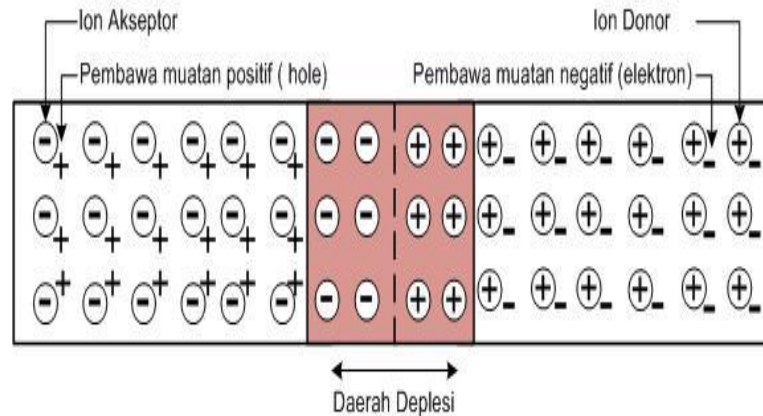 Ion Akseptor
Ion Donor
Pembawa muatan positif ( hole)
Pembawa muatan negatif (elektron)
Daerah Deplesi